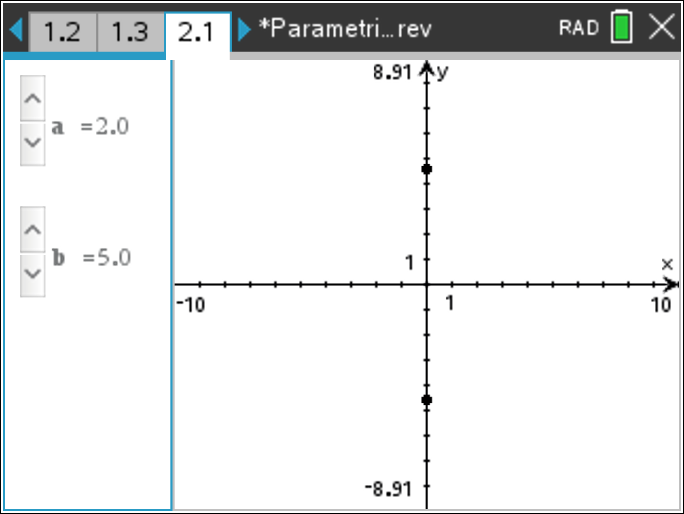 1.2 1.3 2.1 *Parametri...rev RAD
8.91 y
a =2.0
b =5.0
1 x
-10 1 10
-8.91